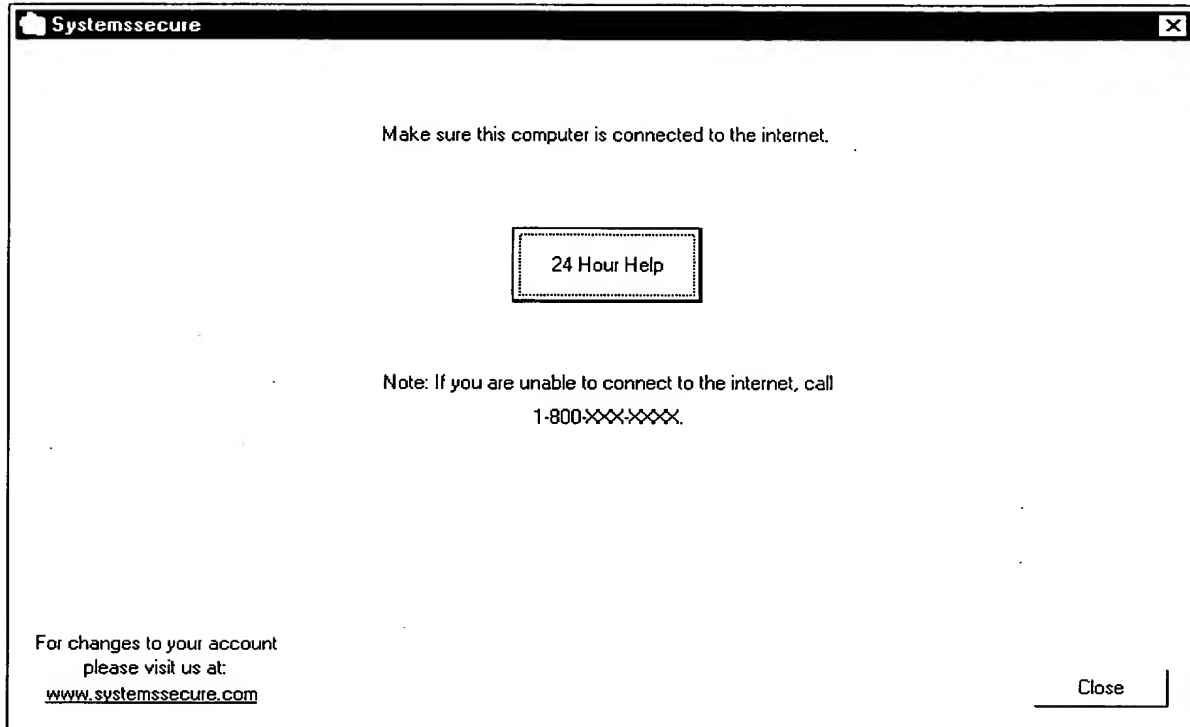 Systemssecure
Make sure this computer is connected to the internet.
24 Hour Help
Note: If you are unable to connect to the internet, call
1-800-XXX-XXXX.
For changes to your account
please visit us at:
www.systemssecure.com
Close